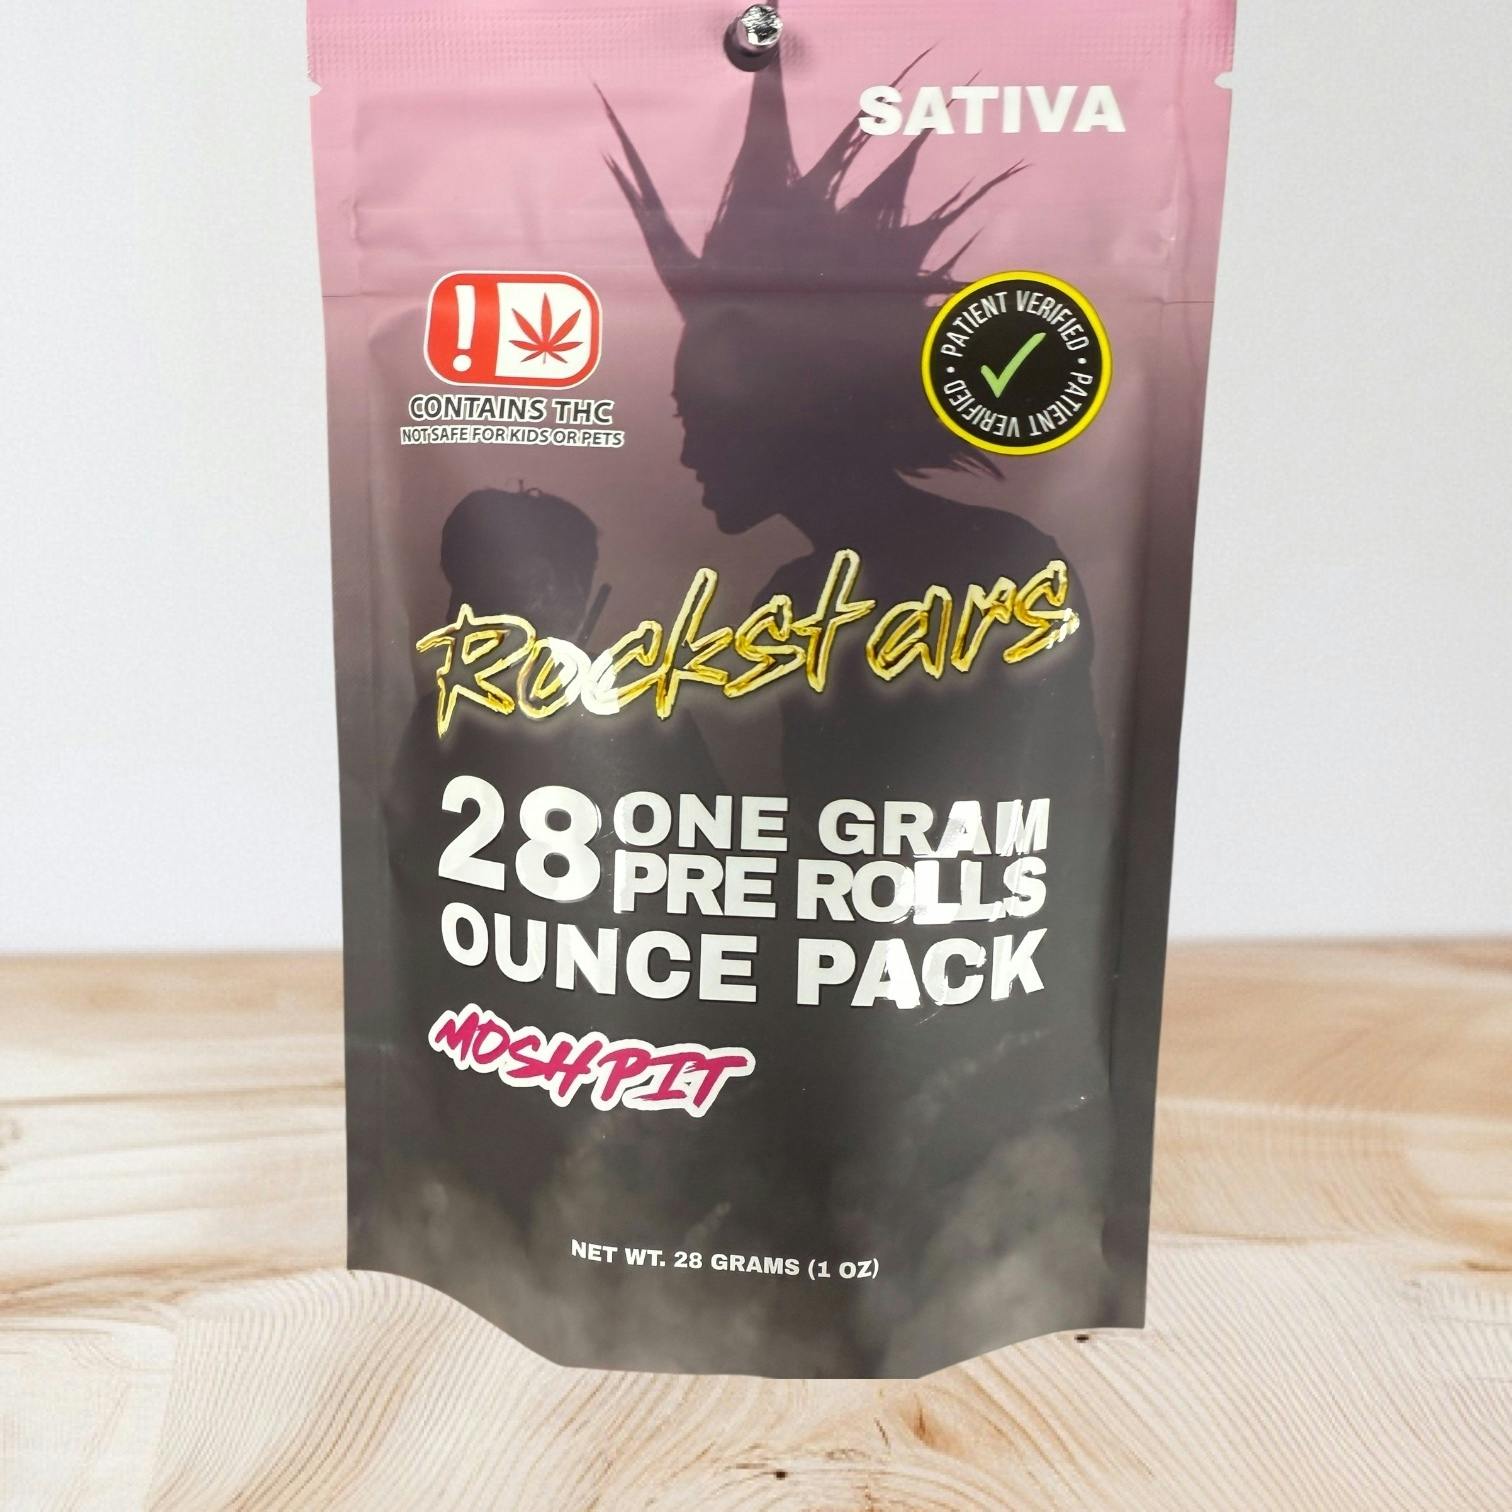 SATIVA
PATIENT VERIFIED • PATIENT VERIFIED •
!
CONTAINS THC
NOT SAFE FOR KIDS OR PETS
Rockstars
28 ONE GRAM
PRE ROLLS
OUNCE PACK
MOSH PIT
NET WT. 28 GRAMS (1 OZ)